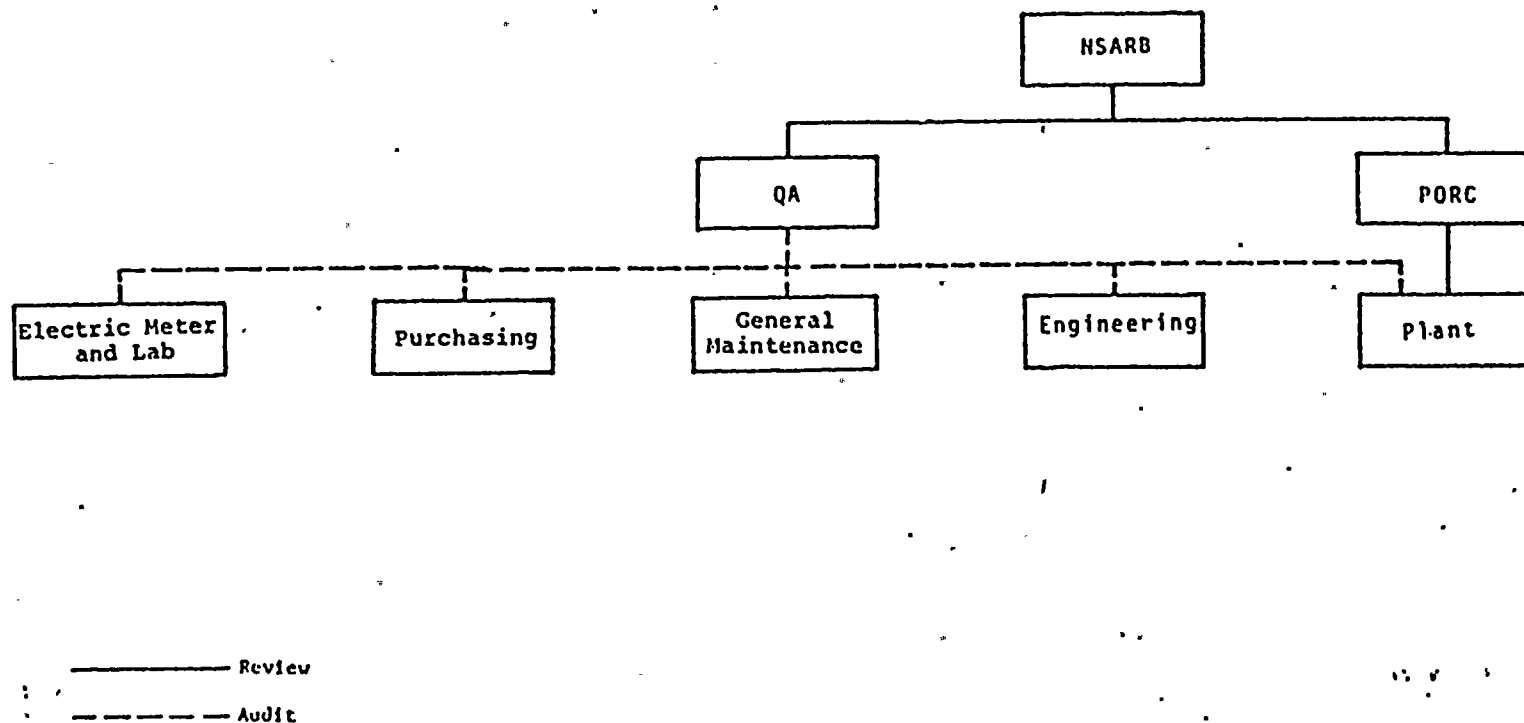 NSARB
QA
PORC
Electric Meter
and Lab
Purchasing
General
Maintenance
Engineering
Plant
Review
Audit